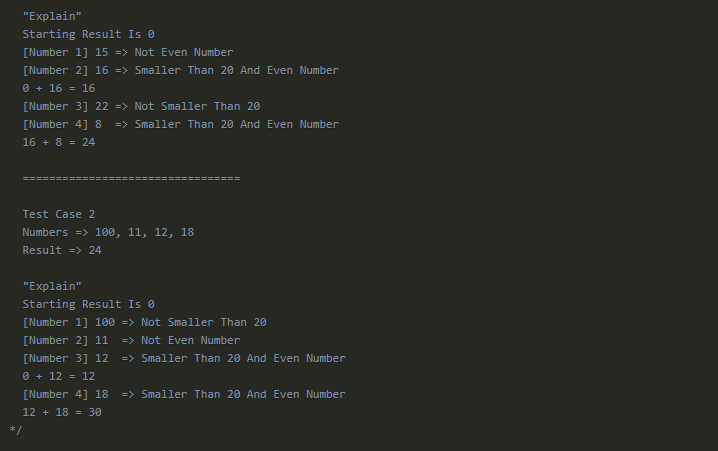 "Explain"
Starting Result Is 0
[Number 1] 15 => Not Even Number
[Number 2] 16 => Smaller Than 20 And Even Number
0 + 16 = 16
[Number 3] 22 => Not Smaller Than 20
[Number 4] 8  => Smaller Than 20 And Even Number
16 + 8 = 24
=================================
Test Case 2
Numbers => 100, 11, 12, 18
Result => 24
"Explain"
Starting Result Is 0
[Number 1] 100 => Not Smaller Than 20
[Number 2] 11  => Not Even Number
[Number 3] 12  => Smaller Than 20 And Even Number
0 + 12 = 12
[Number 4] 18  => Smaller Than 20 And Even Number
12 + 18 = 30
*/